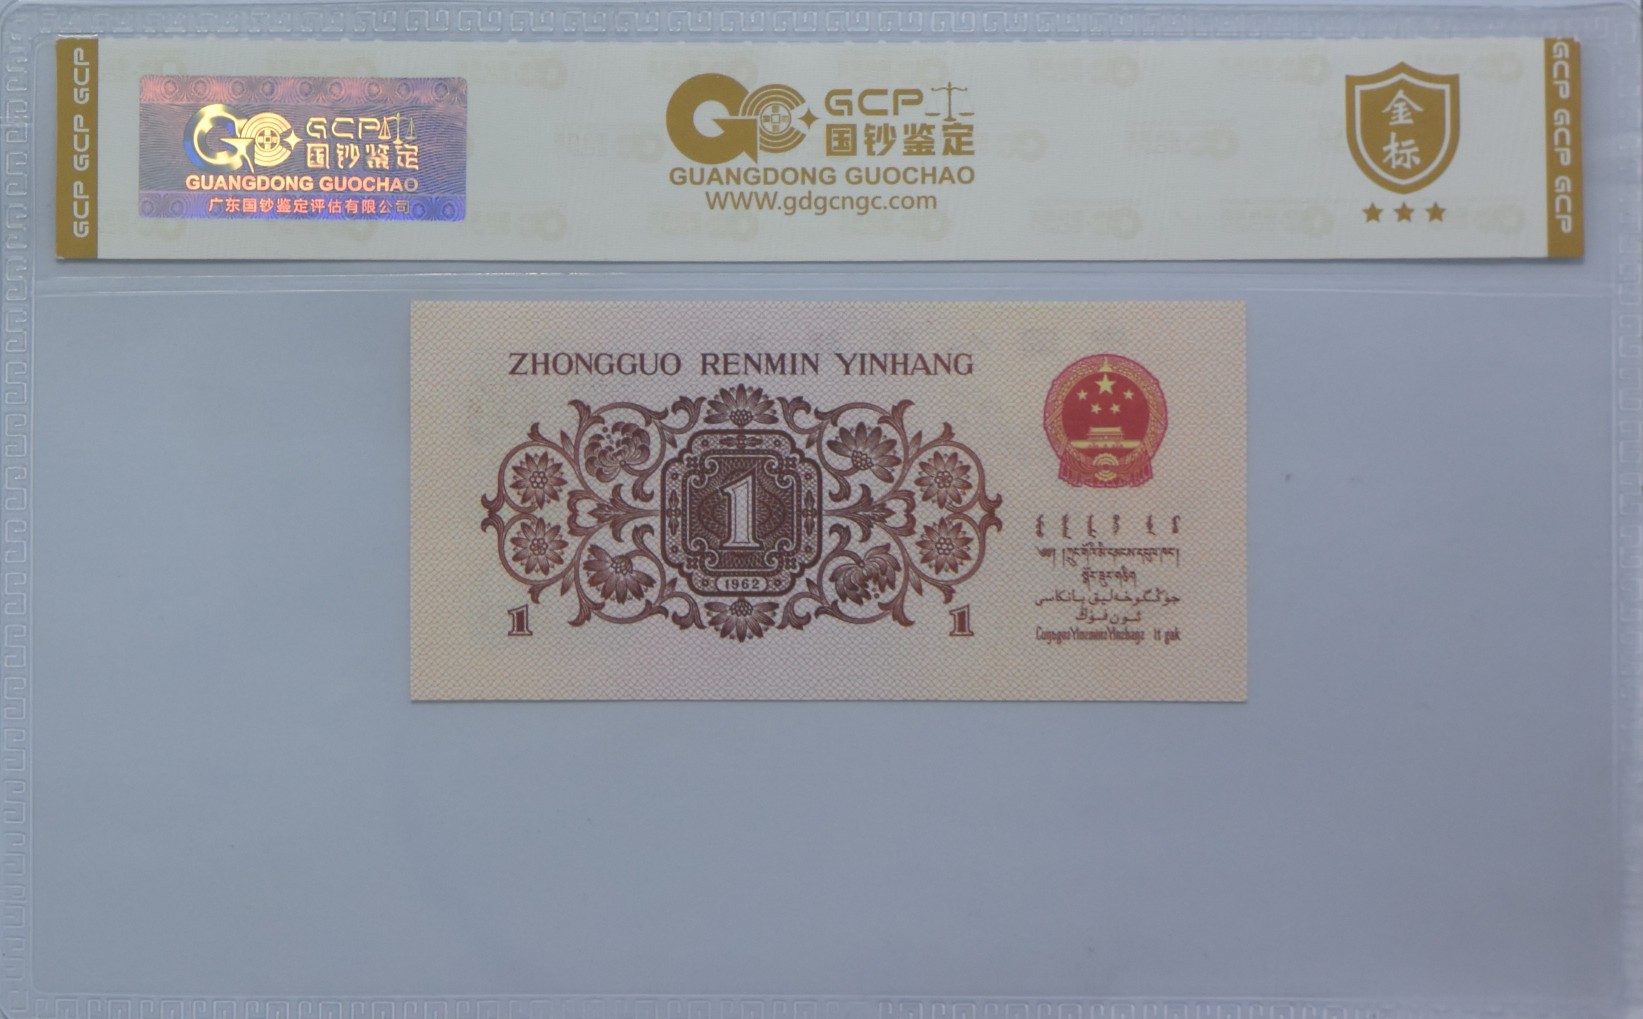 GCP GCP GCP
GCP
国钞鉴定
GUANGDONG GUOCHAO
广东国钞鉴定评估有限公司
GCP
国钞鉴定
GUANGDONG GUOCHAO
www.gdgcngc.com
金标
GCP GCP GCP
ZHONGGUO RENMIN YINHANG
1
1962
1
1